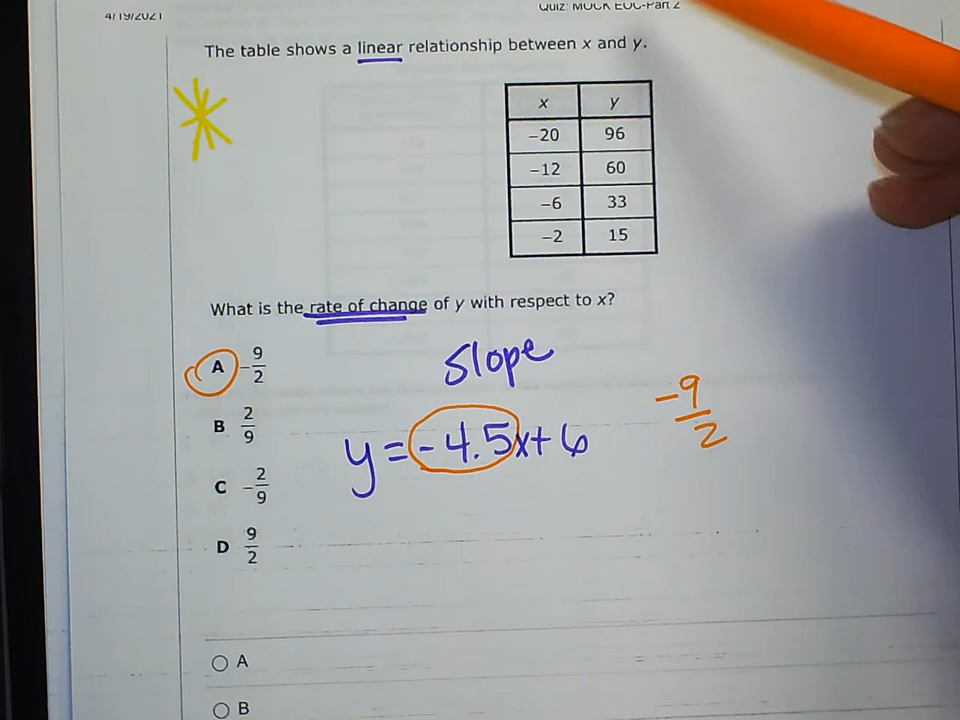 4/19/2021
Quiz: MOCK EOC-Part 2
The table shows a linear relationship between x and y.
x y
−20 96
−12 60
−6 33
−2 15
What is the rate of change of y with respect to x?
A −9/2
slope
B 2/9
y = -4.5x + 6
-9/2
C −2/9
D 9/2
A
B